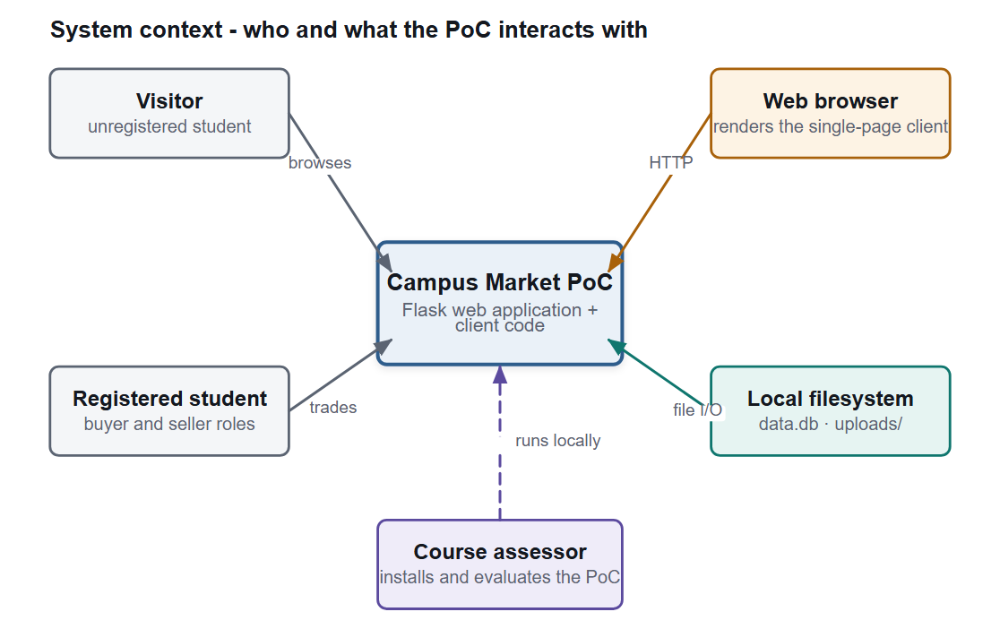 System context - who and what the PoC interacts with
Visitor
unregistered student
Web browser
renders the single-page client
browses
HTTP
Campus Market PoC
Flask web application +
client code
Registered student
buyer and seller roles
trades
file I/O
Local filesystem
data.db · uploads/
runs locally
Course assessor
installs and evaluates the PoC